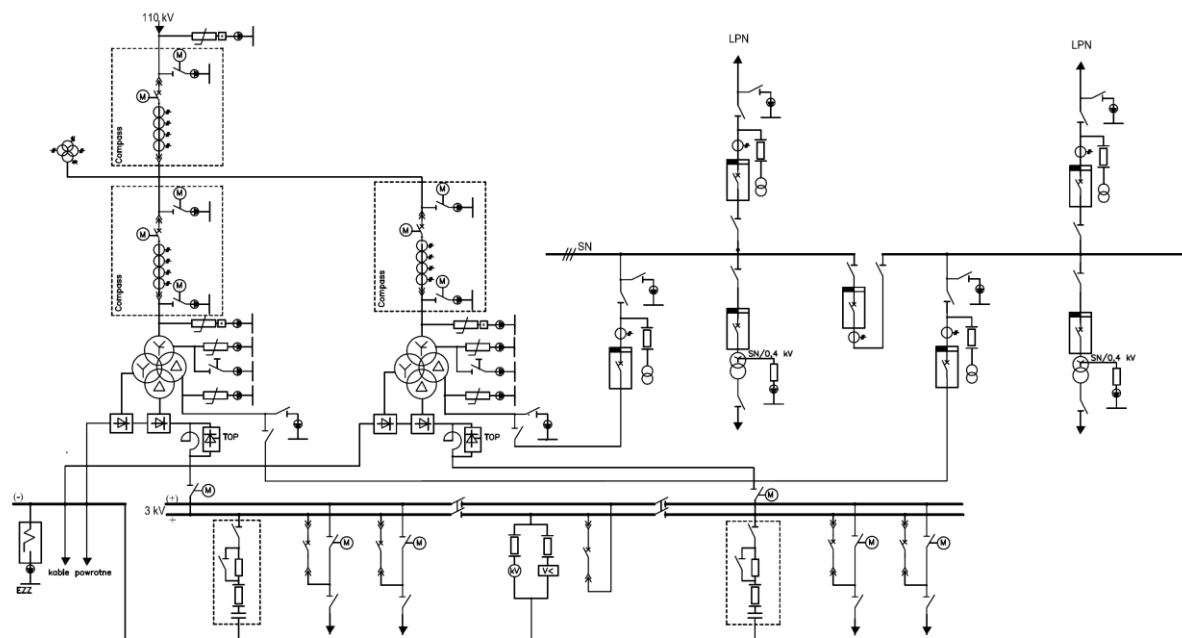 110 kV
M
M
Compass
LPN
LPN
M
M
M
M
M
M
Compass
Compass
SN
SN/0,4 kV
SN/0,4 kV
TOP
TOP
M
M
(-)
(+)
3 kV
+
M
M
M
M
kV
V<
kable powrotne
EZZ